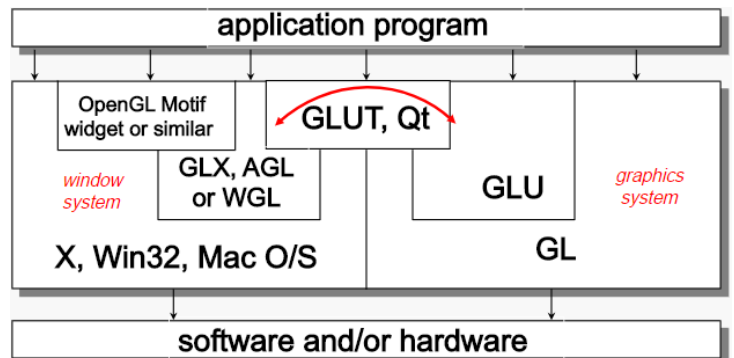 application program
OpenGL Motif
widget or similar
GLUT, Qt
GLX, AGL
or WGL
window
system
GLU
graphics
system
X, Win32, Mac O/S
GL
software and/or hardware